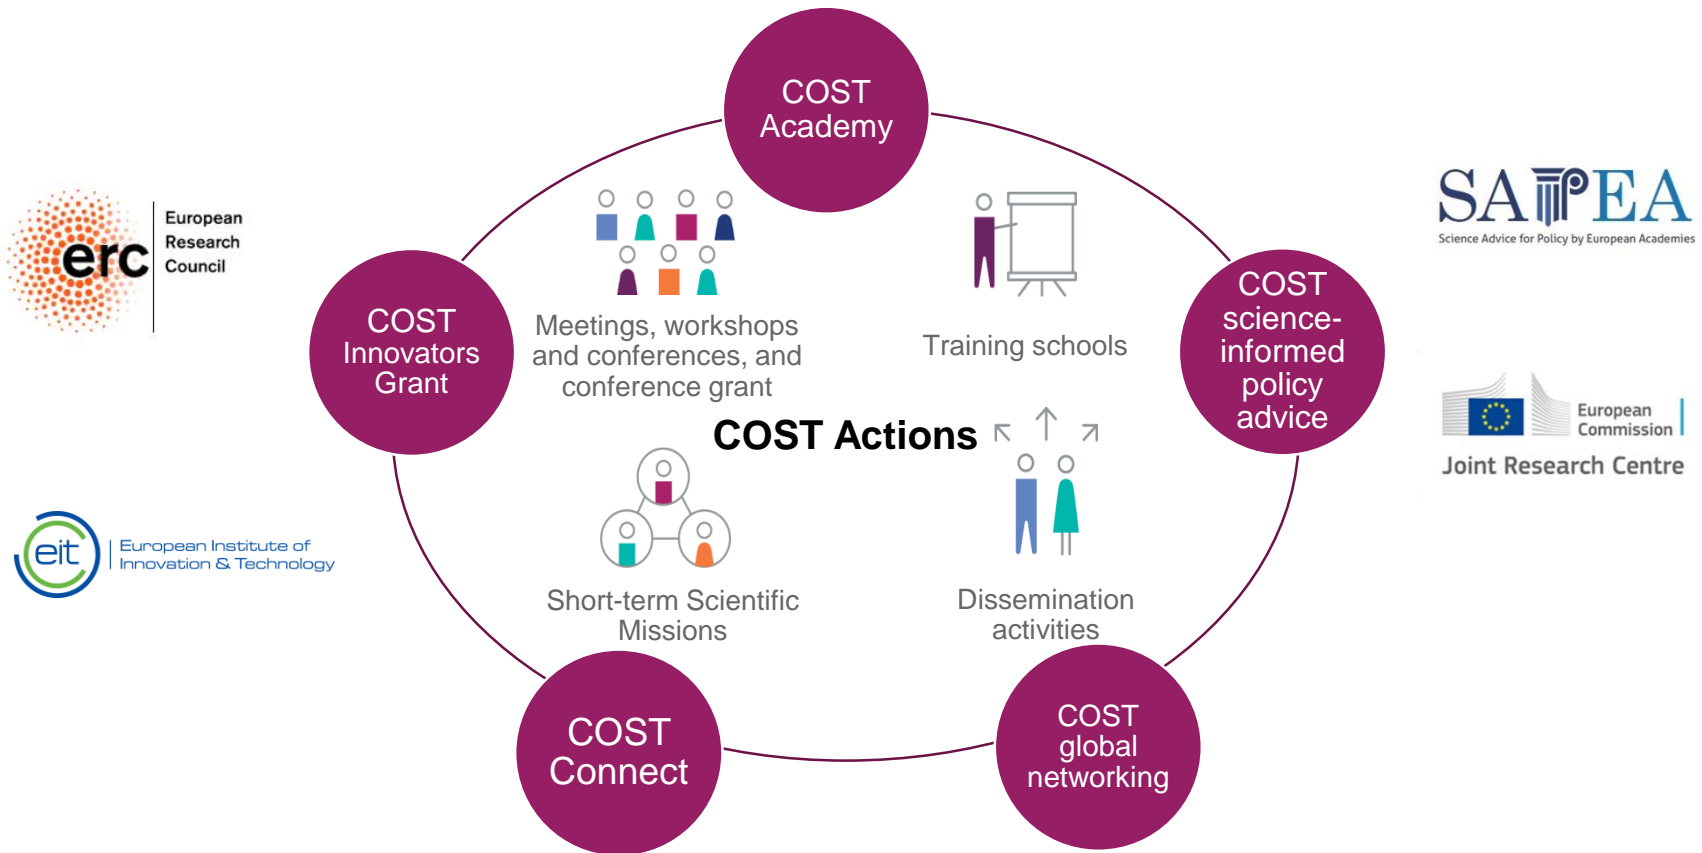 COST
Academy
European
Research
Council
erc
SAPEA
Science Advice for Policy by European Academies
COST
Innovators
Grant
Meetings, workshops
and conferences, and
conference grant
Training schools
COST
science-
informed
policy
advice
COST Actions
European
Commission
Joint Research Centre
eit
European Institute of
Innovation & Technology
Short-term Scientific
Missions
Dissemination
activities
COST
Connect
COST
global
networking